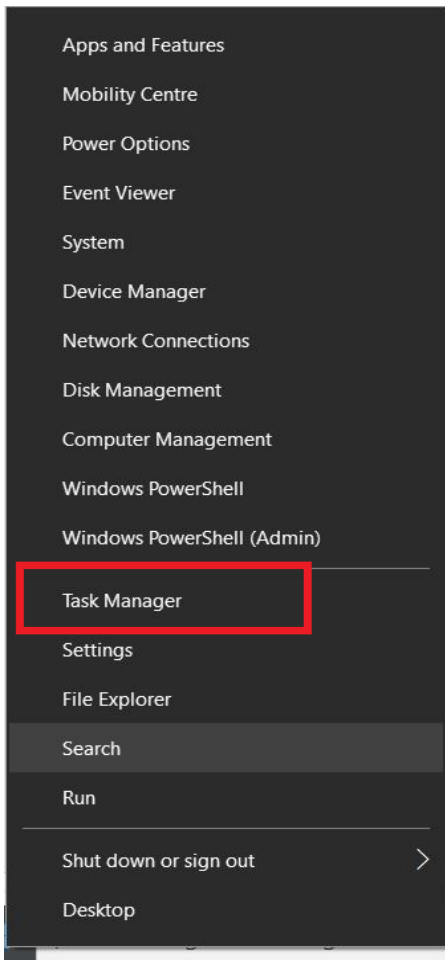 Apps and Features
Mobility Centre
Power Options
Event Viewer
System
Device Manager
Network Connections
Disk Management
Computer Management
Windows PowerShell
Windows PowerShell (Admin)
Task Manager
Settings
File Explorer
Search
Run
Shut down or sign out
Desktop